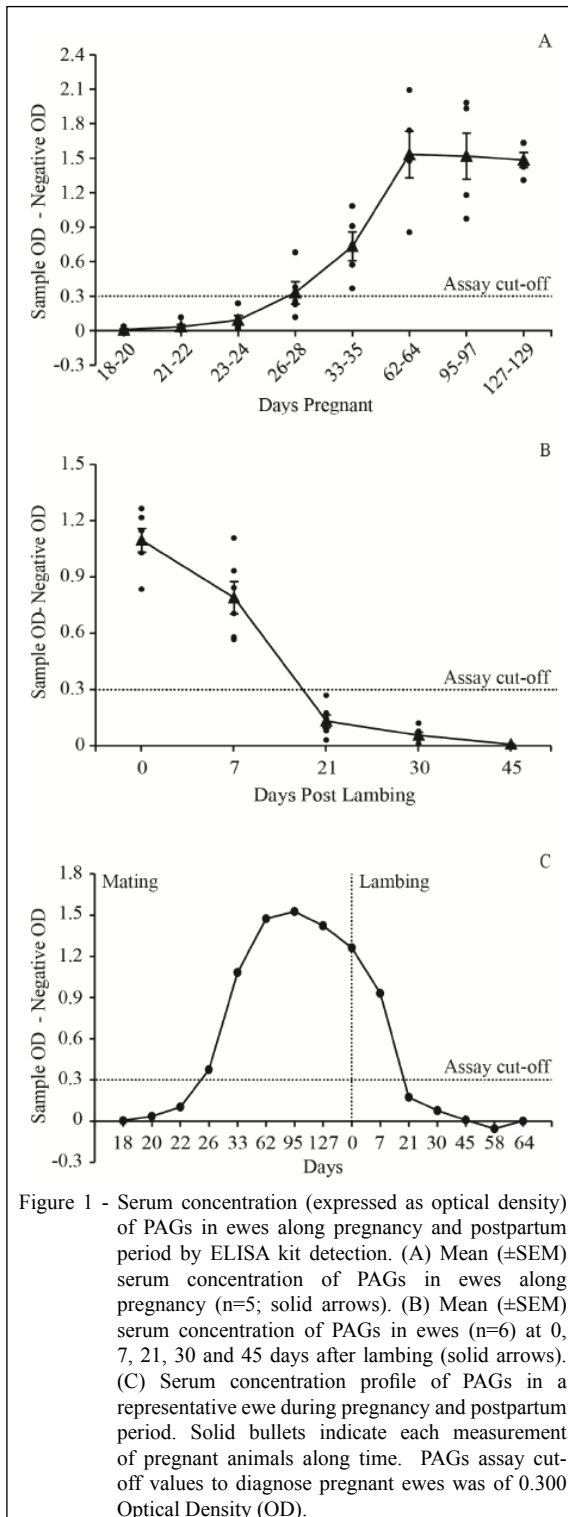 A
2.4
2.1
1.8
1.5
1.2
0.9
0.6
0.3
0
-0.3
Sample OD - Negative OD
Assay cut-off
18-20 21-22 23-24 26-28 33-35 62-64 95-97 127-129
Days Pregnant
B
1.5
1.2
0.9
0.6
0.3
0
Sample OD- Negative OD
Assay cut-off
0 7 21 30 45
Days Post Lambing
C
Mating Lambing
1.8
1.5
1.2
0.9
0.6
0.3
0
-0.3
Sample OD - Negative OD
Assay cut-off
18 20 22 26 33 62 95 127 0 7 21 30 45 58 64
Days
Figure 1 - Serum concentration (expressed as optical density)
of PAGs in ewes along pregnancy and postpartum
period by ELISA kit detection. (A) Mean (±SEM)
serum concentration of PAGs in ewes along
pregnancy (n=5; solid arrows). (B) Mean (±SEM)
serum concentration of PAGs in ewes (n=6) at 0,
7, 21, 30 and 45 days after lambing (solid arrows).
(C) Serum concentration profile of PAGs in a
representative ewe during pregnancy and postpartum
period. Solid bullets indicate each measurement
of pregnant animals along time. PAGs assay cut-
off values to diagnose pregnant ewes was of 0.300
Optical Density (OD).